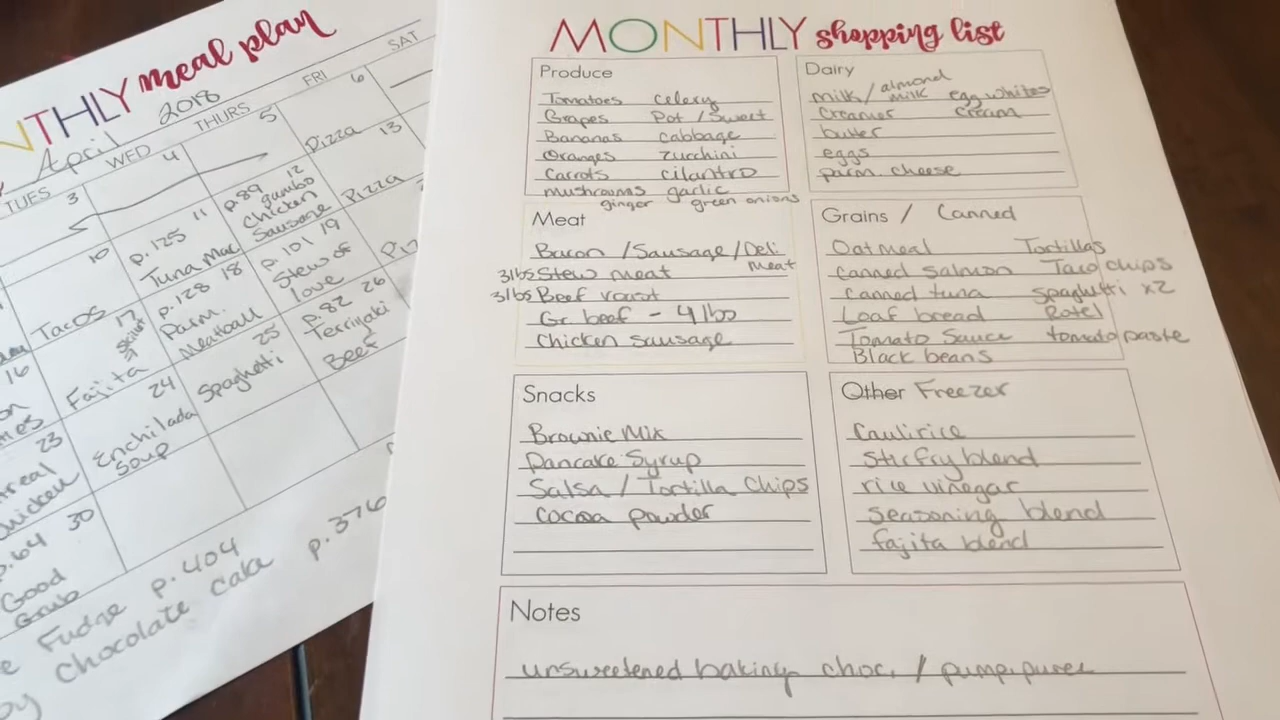 MONTHLY meal plan
April 2018
TUES WED THURS FRI SAT
3 4 5 6
Pizza
10 11 12 13
Tacos
p.125
Tuna Mac
p.89
gumbo
Chicken
Sausage
Pizza
16 17 18 19
Fajita
p.128
Parm.
Meatball
p.101
Stew of
love
23 24 25 26
Enchilada
Soup
Spaghetti
p.82
Terriyaki
Beef
30
p.64
Good
Grub
Fudge p.404
Chocolate Cake p.376
MONTHLY shopping list
Produce
Tomatoes celery
Grapes Pot/Sweet
Bananas cabbage
Oranges zucchini
Carrots cilantro
mushrooms garlic
ginger green onions
Dairy
almond
milk/milk egg whites
Creamer Cream
butter
eggs
parm. cheese
Meat
Bacon/Sausage/Deli
meat
3lbs Stew meat
3lbs Beef roast
Gr beef - 4 lbs
Chicken sausage
Grains / Canned
Oatmeal Tortillas
Canned Salmon Taco chips
Canned tuna Spaghetti x2
Loaf bread Rotel
Tomato Sauce tomato paste
Black beans
Snacks
Brownie Mix
Pancake Syrup
Salsa / Tortilla Chips
Cocoa powder
Other Freezer
Caulirice
Stirfry blend
rice vinegar
seasoning blend
fajita blend
Notes
unsweetened baking choc. / pump.puree